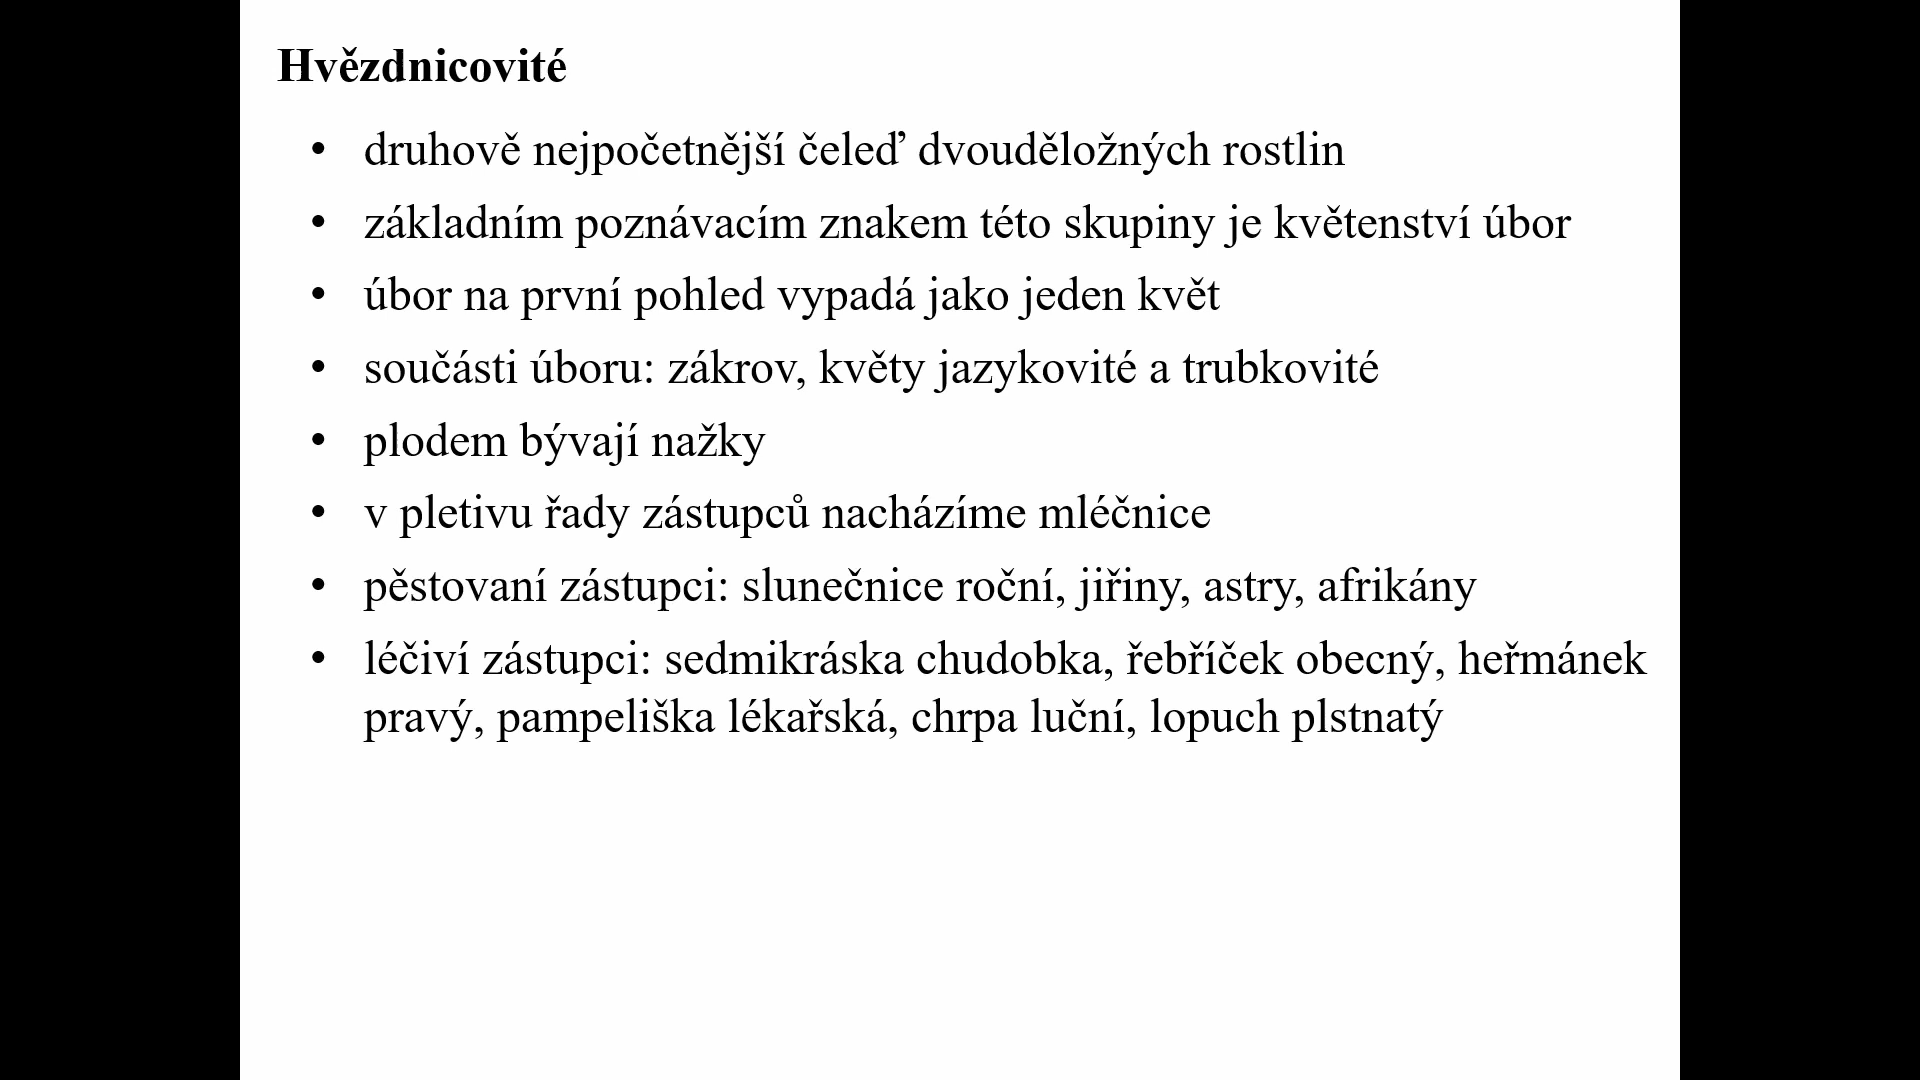 Hvězdnicovité
• druhově nejpočetnější čeleď dvouděložných rostlin
• základním poznávacím znakem této skupiny je květenství úbor
• úbor na první pohled vypadá jako jeden květ
• součásti úboru: zákrov, květy jazykovité a trubkovité
• plodem bývají nažky
• v pletivu řady zástupců nacházíme mléčnice
• pěstovaní zástupci: slunečnice roční, jiřiny, astry, afrikány
• léčiví zástupci: sedmikráska chudobka, řebříček obecný, heřmánek
pravý, pampeliška lékařská, chrpa luční, lopuch plstnatý